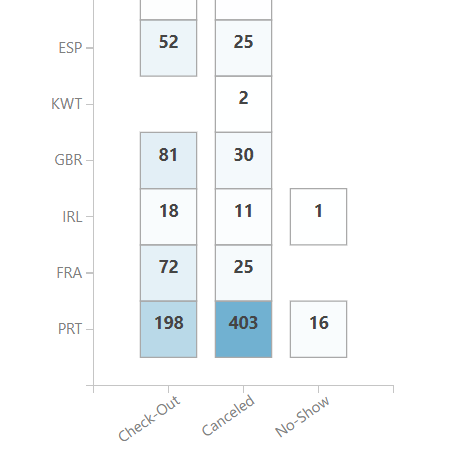 ESP 52 25
KWT 2
GBR 81 30
IRL 18 11 1
FRA 72 25
PRT 198 403 16
Check-Out Canceled No-Show